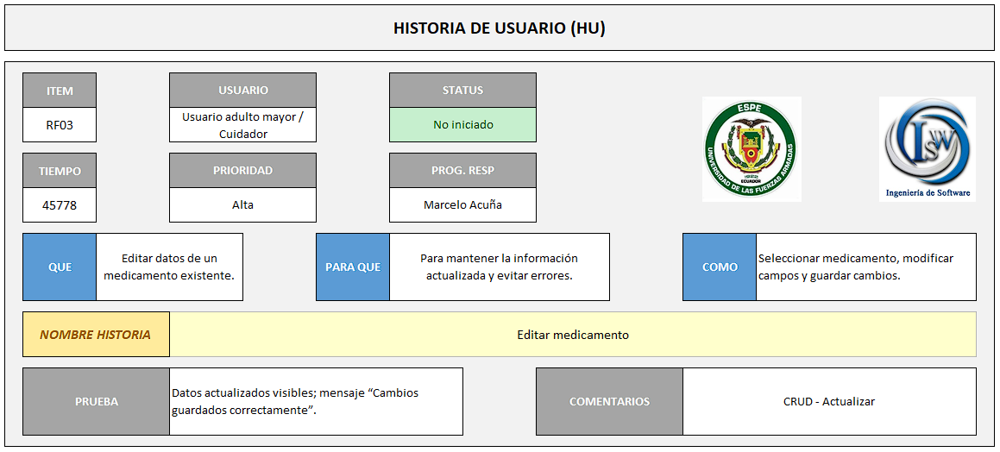 HISTORIA DE USUARIO (HU)
ITEM
USUARIO
STATUS
RF03
Usuario adulto mayor /
Cuidador
No iniciado
TIEMPO
PRIORIDAD
PROG. RESP
45778
Alta
Marcelo Acuña
ESPE
UNIVERSIDAD DE LAS FUERZAS ARMADAS
1922
ECUADOR
ISW
Ingeniería de Software
QUE
Editar datos de un
medicamento existente.
PARA QUE
Para mantener la información
actualizada y evitar errores.
COMO
Seleccionar medicamento, modificar
campos y guardar cambios.
NOMBRE HISTORIA
Editar medicamento
PRUEBA
Datos actualizados visibles; mensaje “Cambios
guardados correctamente”.
COMENTARIOS
CRUD - Actualizar